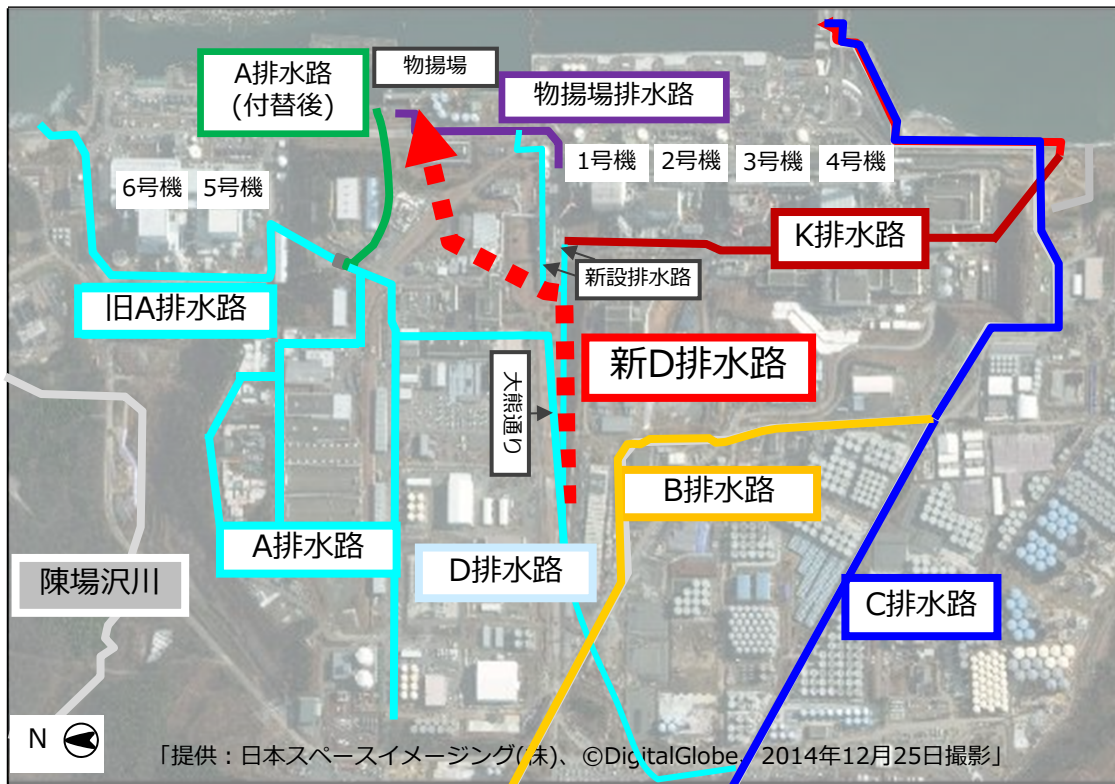 A排水路
(付替後)
物揚場
物揚場排水路
1号機
2号機
3号機
4号機
6号機
5号機
K排水路
新設排水路
旧A排水路
新D排水路
大熊通り
B排水路
A排水路
D排水路
陳場沢川
C排水路
N
「提供：日本スペースイメージング(株)、©DigitalGlobe、2014年12月25日撮影」